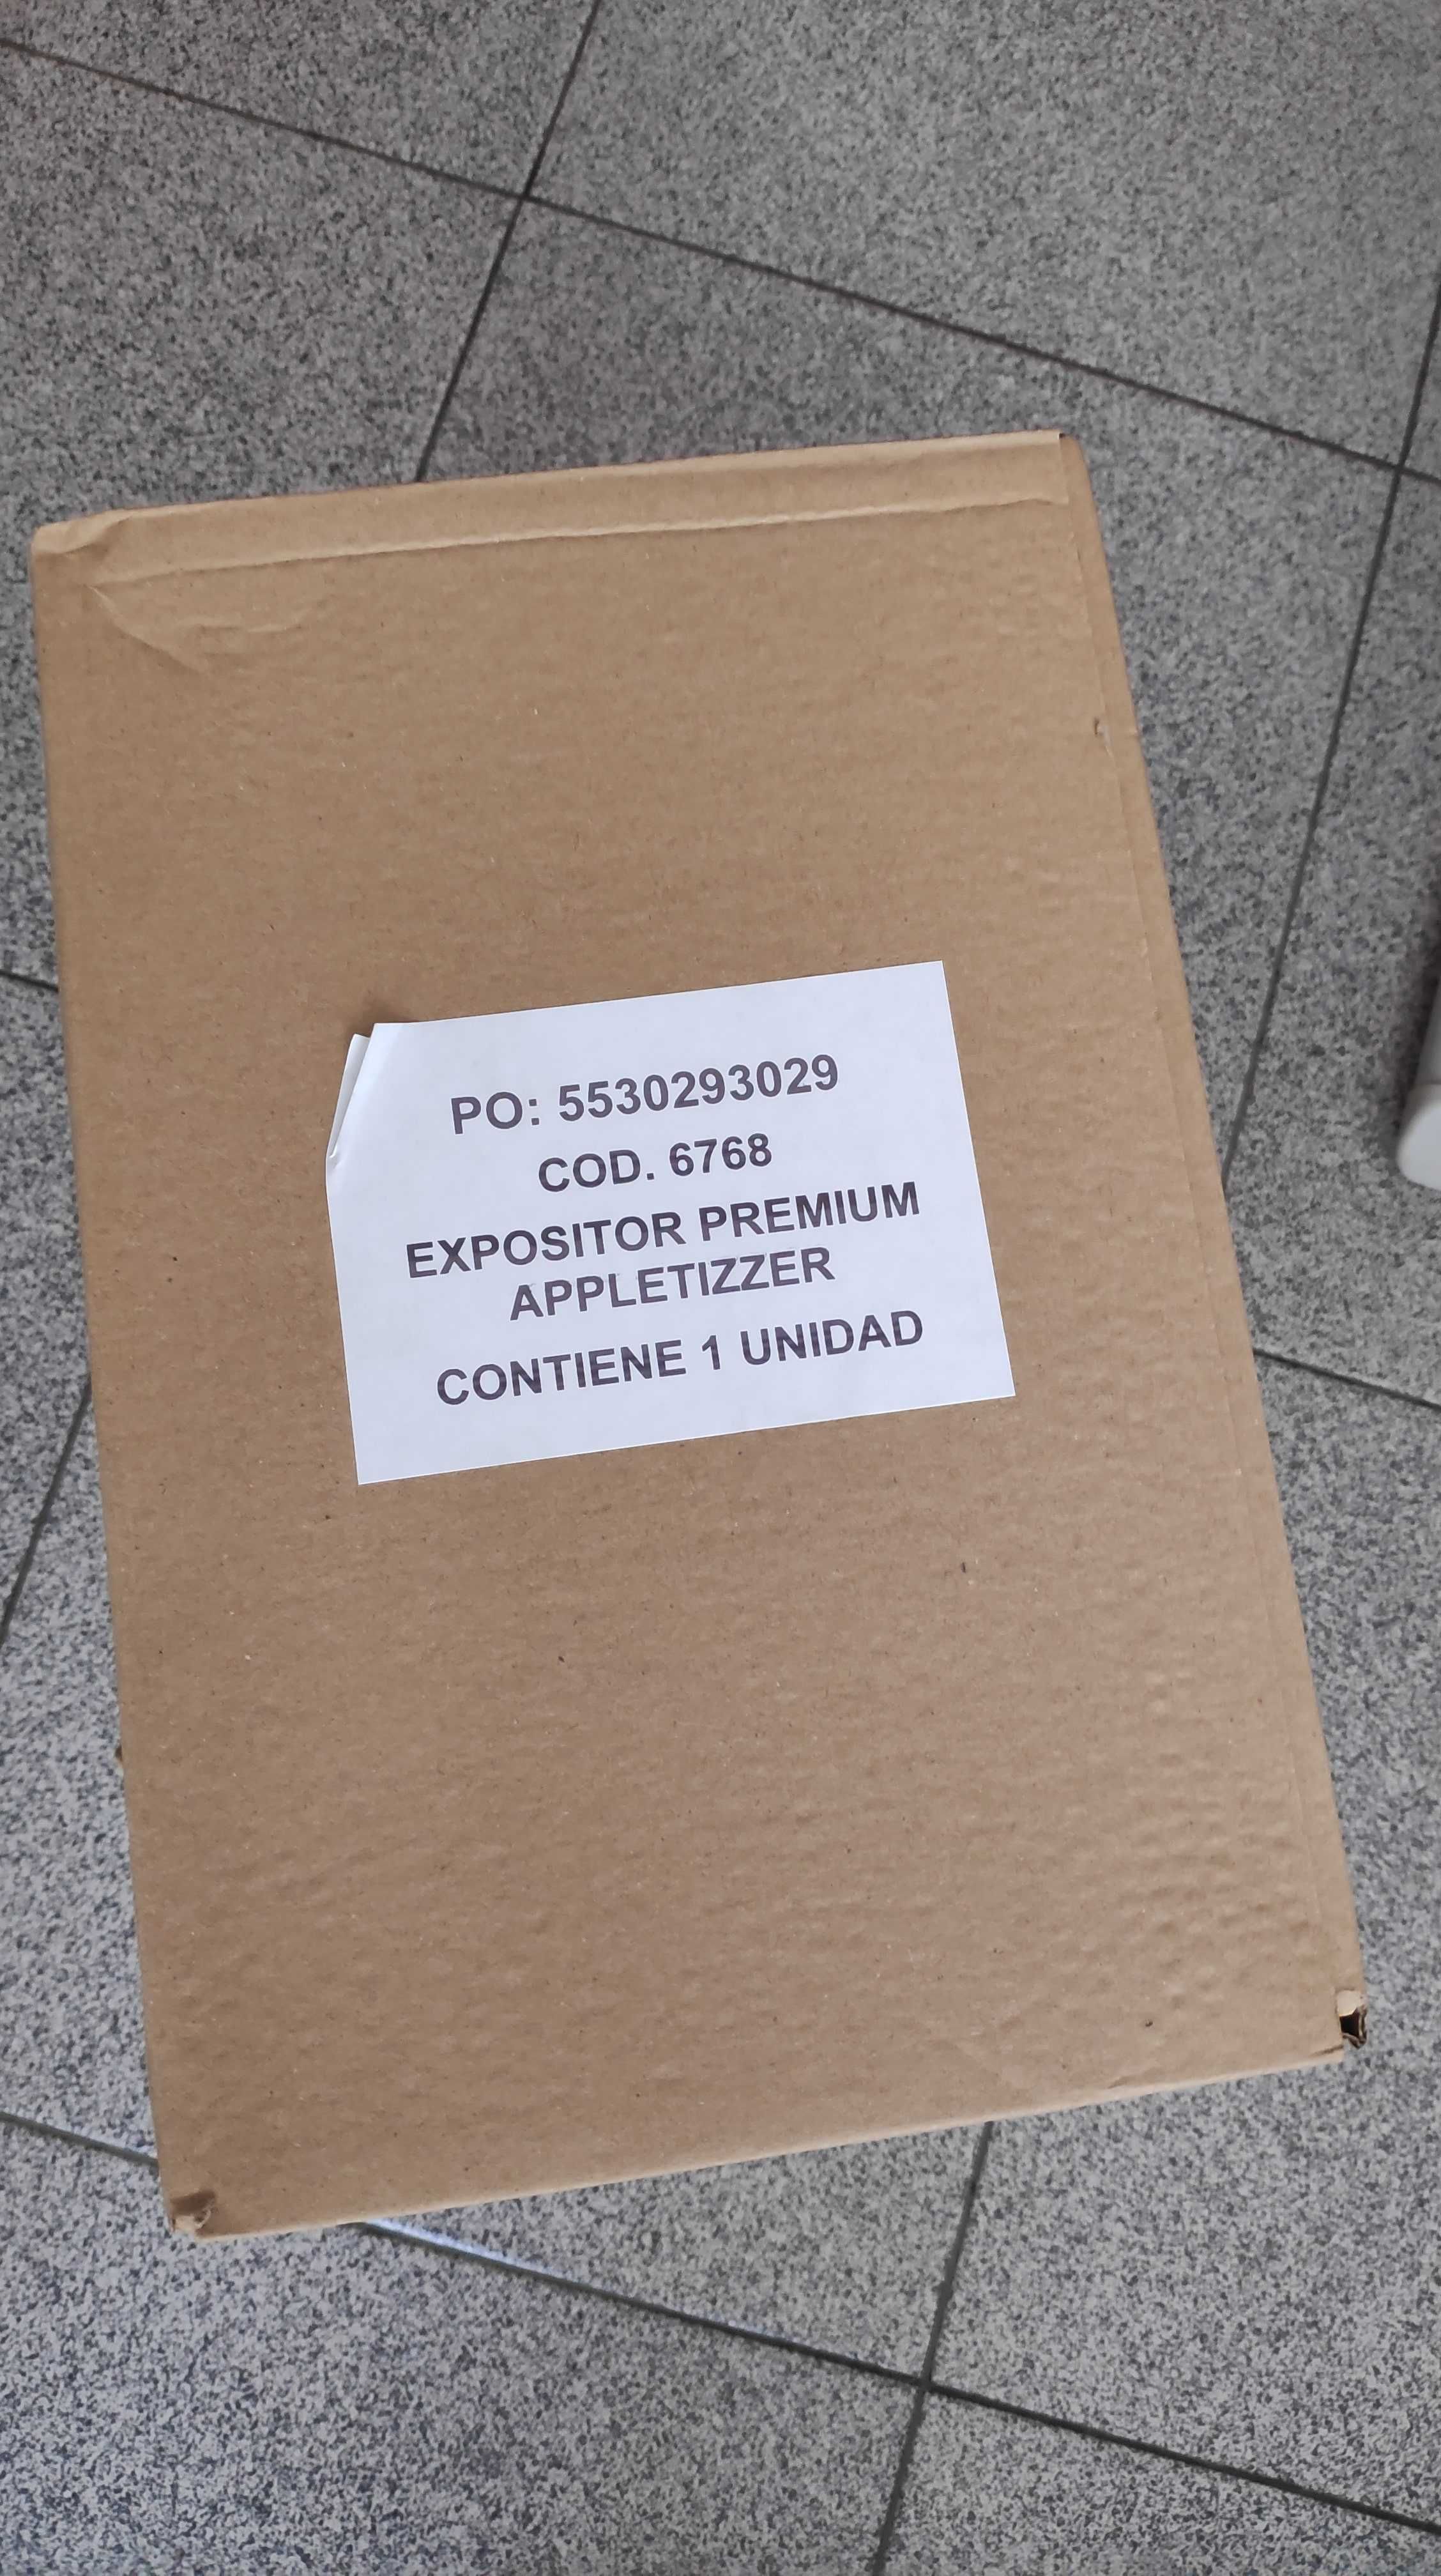 PO: 5530293029
COD. 6768
EXPOSITOR PREMIUM
APPLETIZZER
CONTIENE 1 UNIDAD